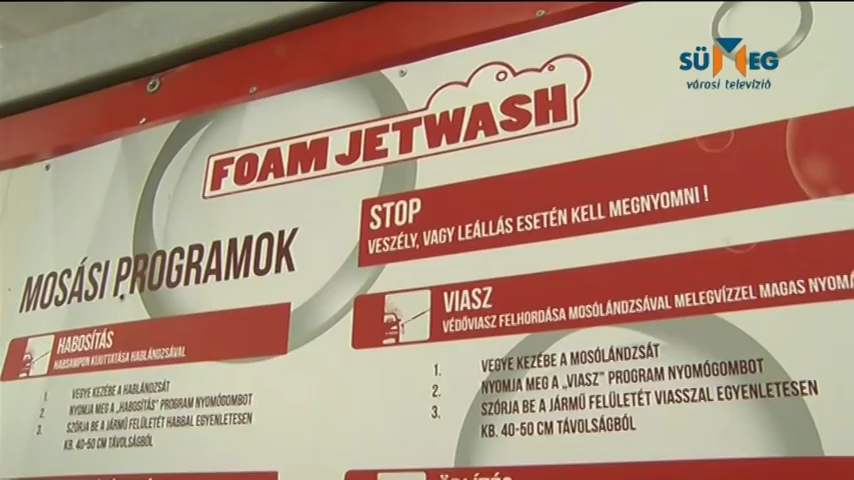 SÜMEG
városi televízió
FOAM JETWASH
MOSÁSI PROGRAMOK
STOP
VESZÉLY, VAGY LEÁLLÁS ESETÉN KELL MEGNYOMNI !
HABOSÍTÁS
HABSAMPON KIJUTTATÁSA HABLÁNDZSÁVAL
1. VEGYE KEZÉBE A HABLÁNDZSÁT
2. NYOMJA MEG A „HABOSÍTÁS” PROGRAM NYOMÓGOMBOT
3. SZÓRJA BE A JÁRMŰ FELÜLETÉT HABBAL EGYENLETESEN
KB. 40-50 CM TÁVOLSÁGBÓL
VIASZ
VÉDŐVIASZ FELHORDÁSA MOSÓLÁNDZSÁVAL MELEGVÍZZEL MAGAS NYOMÁ
1. VEGYE KEZÉBE A MOSÓLÁNDZSÁT
2. NYOMJA MEG A „VIASZ” PROGRAM NYOMÓGOMBOT
3. SZÓRJA BE A JÁRMŰ FELÜLETÉT VIASSZAL EGYENLETESEN
KB. 40-50 CM TÁVOLSÁGBÓL